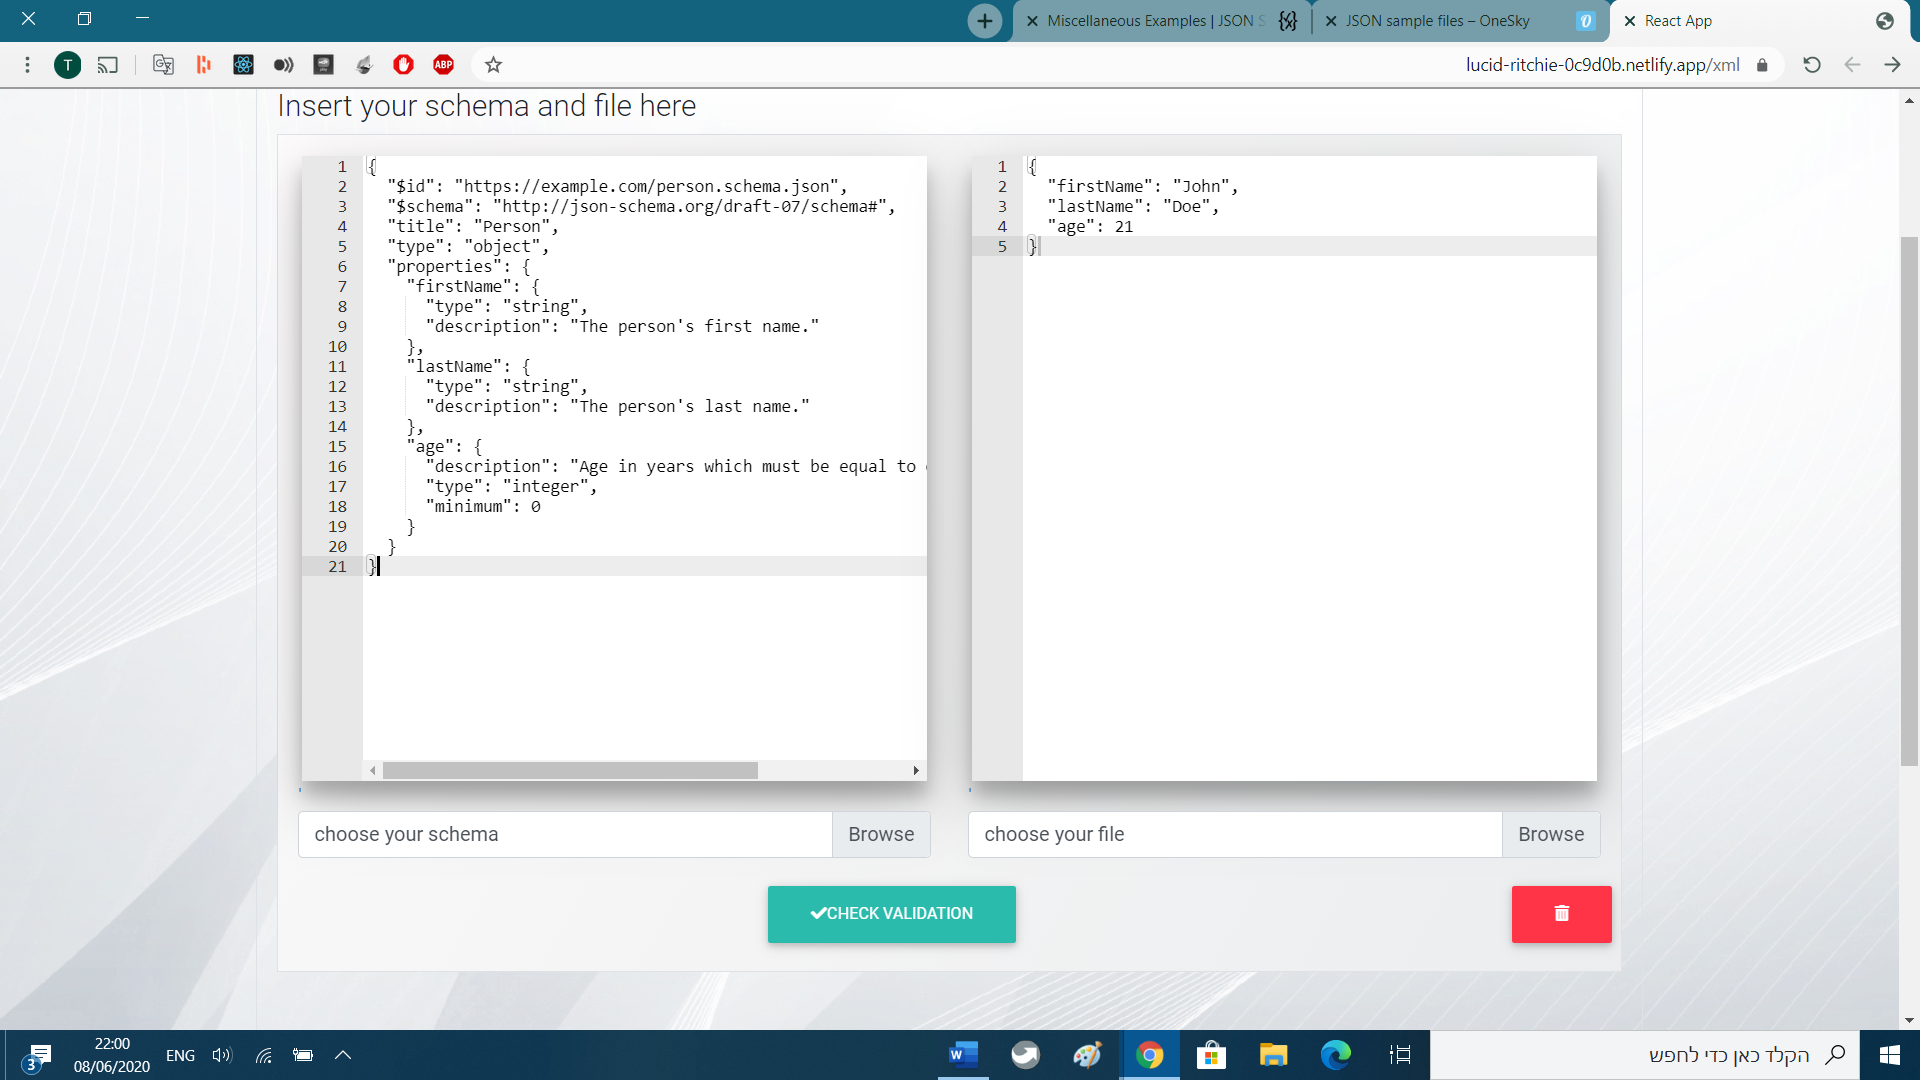 Miscellaneous Examples | JSON S
JSON sample files – OneSky
React App
T
ABP
lucid-ritchie-0c9d0b.netlify.app/xml
Insert your schema and file here
1 {
2 "$id": "https://example.com/person.schema.json",
3 "$schema": "http://json-schema.org/draft-07/schema#",
4 "title": "Person",
5 "type": "object",
6 "properties": {
7 "firstName": {
8 "type": "string",
9 "description": "The person's first name."
10 },
11 "lastName": {
12 "type": "string",
13 "description": "The person's last name."
14 },
15 "age": {
16 "description": "Age in years which must be equal to
17 "type": "integer",
18 "minimum": 0
19 }
20 }
21 }
1 {
2 "firstName": "John",
3 "lastName": "Doe",
4 "age": 21
5 }
choose your schema
Browse
choose your file
Browse
CHECK VALIDATION
3
22:00
08/06/2020
ENG
W
הקלד כאן כדי לחפש